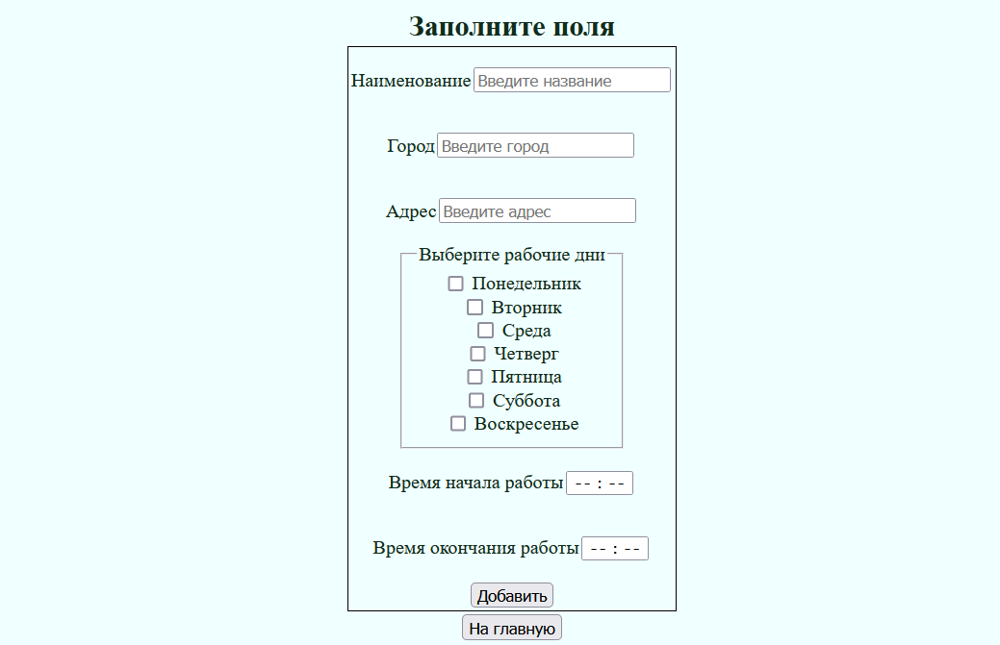 Заполните поля
Наименование Введите название
Город Введите город
Адрес Введите адрес
Выберите рабочие дни
Понедельник
Вторник
Среда
Четверг
Пятница
Суббота
Воскресенье
Время начала работы -- : --
Время окончания работы -- : --
Добавить
На главную